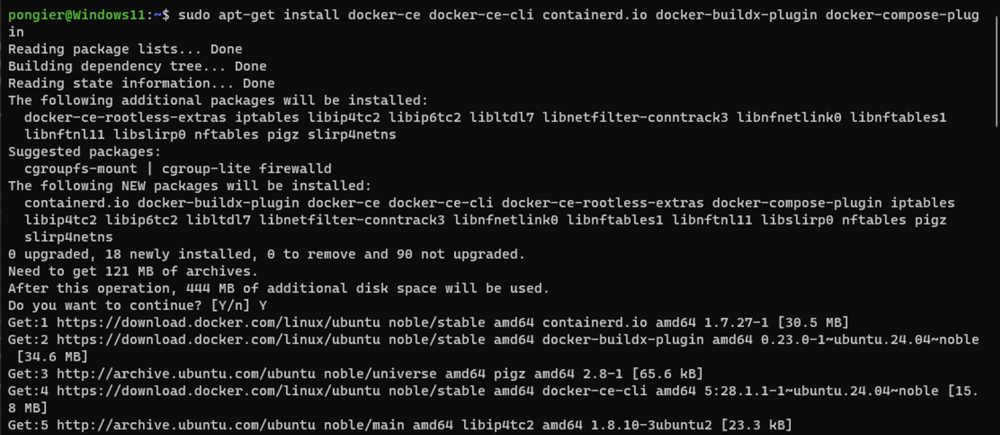 pongier@Windows11:~$ sudo apt-get install docker-ce docker-ce-cli containerd.io docker-buildx-plugin docker-compose-plug
in
Reading package lists... Done
Building dependency tree... Done
Reading state information... Done
The following additional packages will be installed:
  docker-ce-rootless-extras iptables libip4tc2 libip6tc2 libltdl7 libnetfilter-conntrack3 libnfnetlink0 libnftables1
  libnftnl11 libslirp0 nftables pigz slirp4netns
Suggested packages:
  cgroupfs-mount | cgroup-lite firewalld
The following NEW packages will be installed:
  containerd.io docker-buildx-plugin docker-ce docker-ce-cli docker-ce-rootless-extras docker-compose-plugin iptables
  libip4tc2 libip6tc2 libltdl7 libnetfilter-conntrack3 libnfnetlink0 libnftables1 libnftnl11 libslirp0 nftables pigz
  slirp4netns
0 upgraded, 18 newly installed, 0 to remove and 90 not upgraded.
Need to get 121 MB of archives.
After this operation, 444 MB of additional disk space will be used.
Do you want to continue? [Y/n] Y
Get:1 https://download.docker.com/linux/ubuntu noble/stable amd64 containerd.io amd64 1.7.27-1 [30.5 MB]
Get:2 https://download.docker.com/linux/ubuntu noble/stable amd64 docker-buildx-plugin amd64 0.23.0-1~ubuntu.24.04~noble
 [34.6 MB]
Get:3 http://archive.ubuntu.com/ubuntu noble/universe amd64 pigz amd64 2.8-1 [65.6 kB]
Get:4 https://download.docker.com/linux/ubuntu noble/stable amd64 docker-ce-cli amd64 5:28.1.1-1~ubuntu.24.04~noble [15.
8 MB]
Get:5 http://archive.ubuntu.com/ubuntu noble/main amd64 libip4tc2 amd64 1.8.10-3ubuntu2 [23.3 kB]